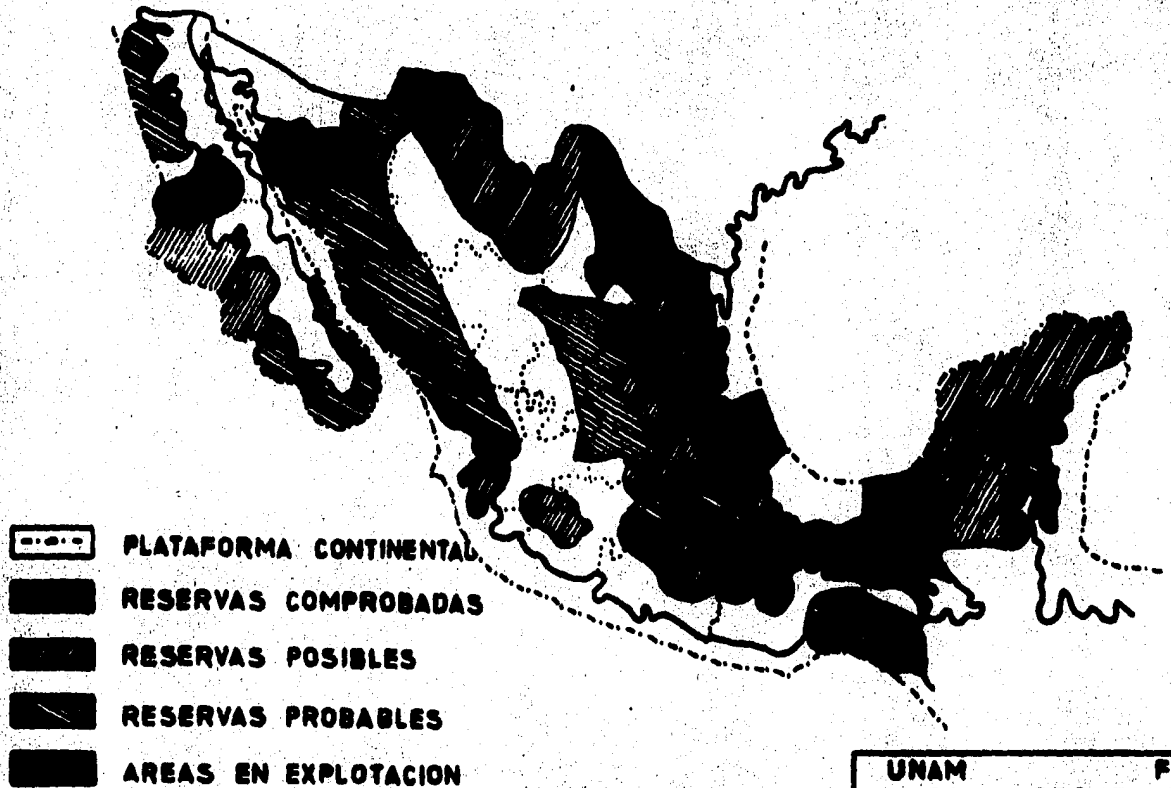 PLATAFORMA CONTINENTAL
RESERVAS COMPROBADAS
RESERVAS POSIBLES
RESERVAS PROBABLES
AREAS EN EXPLOTACION
UNAM F